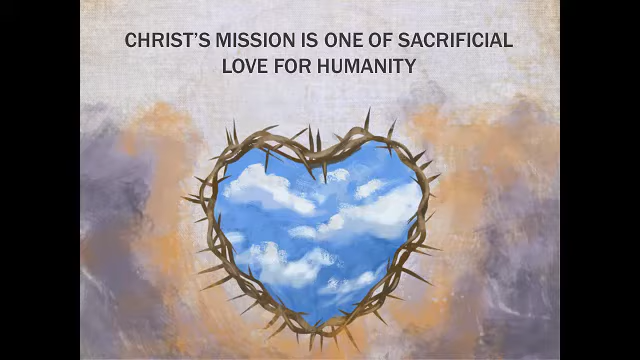 CHRIST’S MISSION IS ONE OF SACRIFICIAL
LOVE FOR HUMANITY